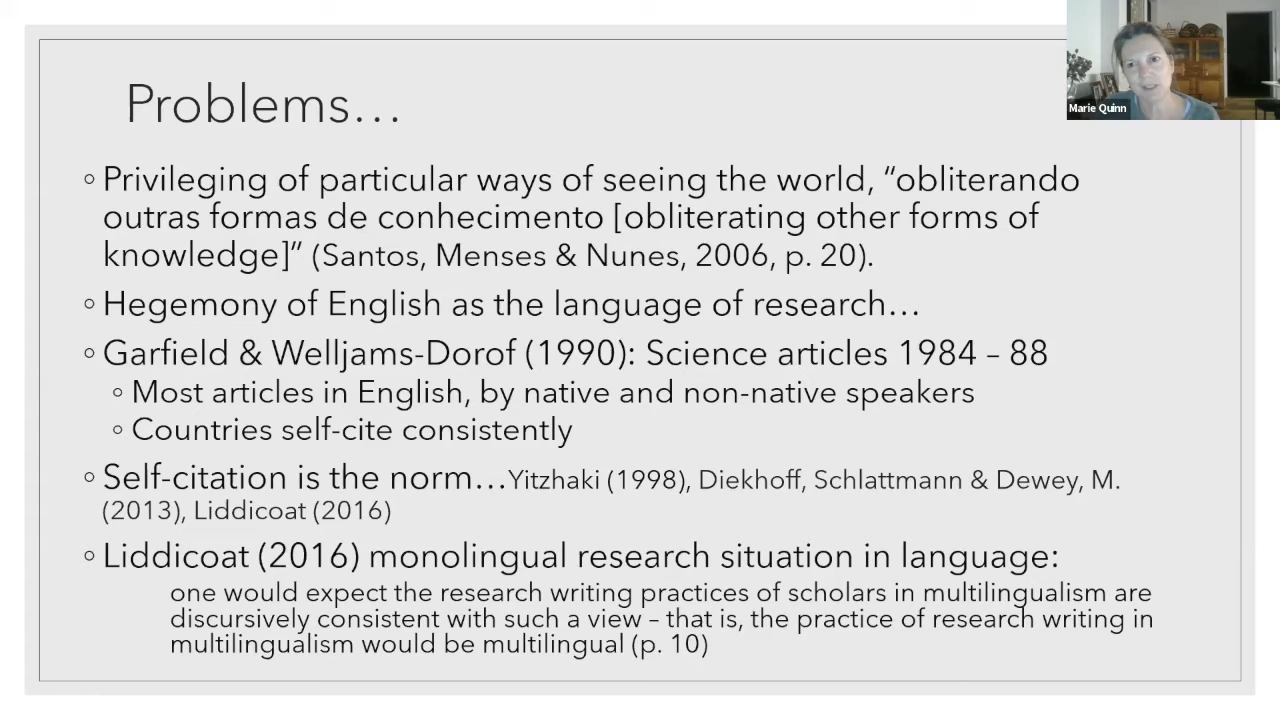 Problems…
Marie Quinn
◦ Privileging of particular ways of seeing the world, “obliterando
outras formas de conhecimento [obliterating other forms of
knowledge]” (Santos, Menses & Nunes, 2006, p. 20).
◦ Hegemony of English as the language of research…
◦ Garfield & Welljams-Dorof (1990): Science articles 1984 – 88
◦ Most articles in English, by native and non-native speakers
◦ Countries self-cite consistently
◦ Self-citation is the norm…Yitzhaki (1998), Diekhoff, Schlattmann & Dewey, M.
(2013), Liddicoat (2016)
◦ Liddicoat (2016) monolingual research situation in language:
one would expect the research writing practices of scholars in multilingualism are
discursively consistent with such a view – that is, the practice of research writing in
multilingualism would be multilingual (p. 10)